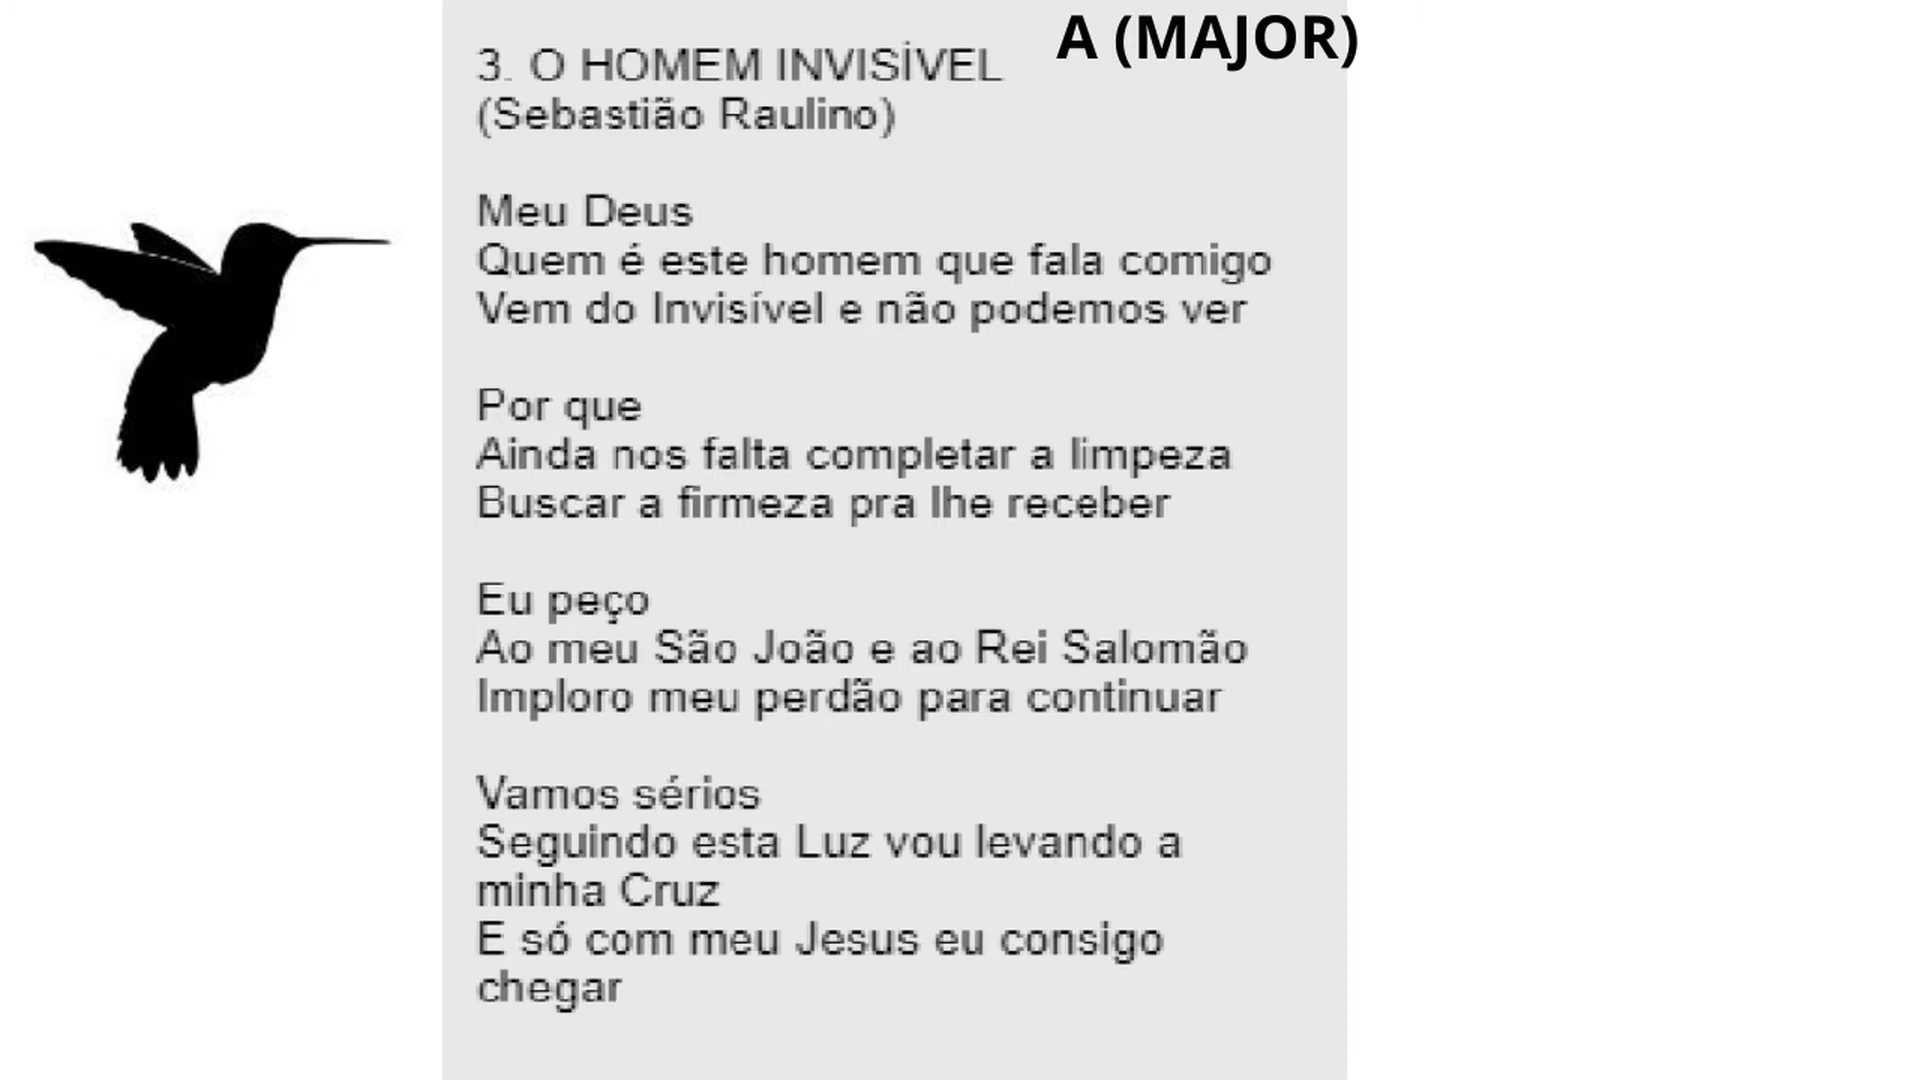 A (MAJOR)
3. O HOMEM INVISÍVEL
(Sebastião Raulino)
Meu Deus
Quem é este homem que fala comigo
Vem do Invisível e não podemos ver
Por que
Ainda nos falta completar a limpeza
Buscar a firmeza pra lhe receber
Eu peço
Ao meu São João e ao Rei Salomão
Imploro meu perdão para continuar
Vamos sérios
Seguindo esta Luz vou levando a
minha Cruz
E só com meu Jesus eu consigo
chegar